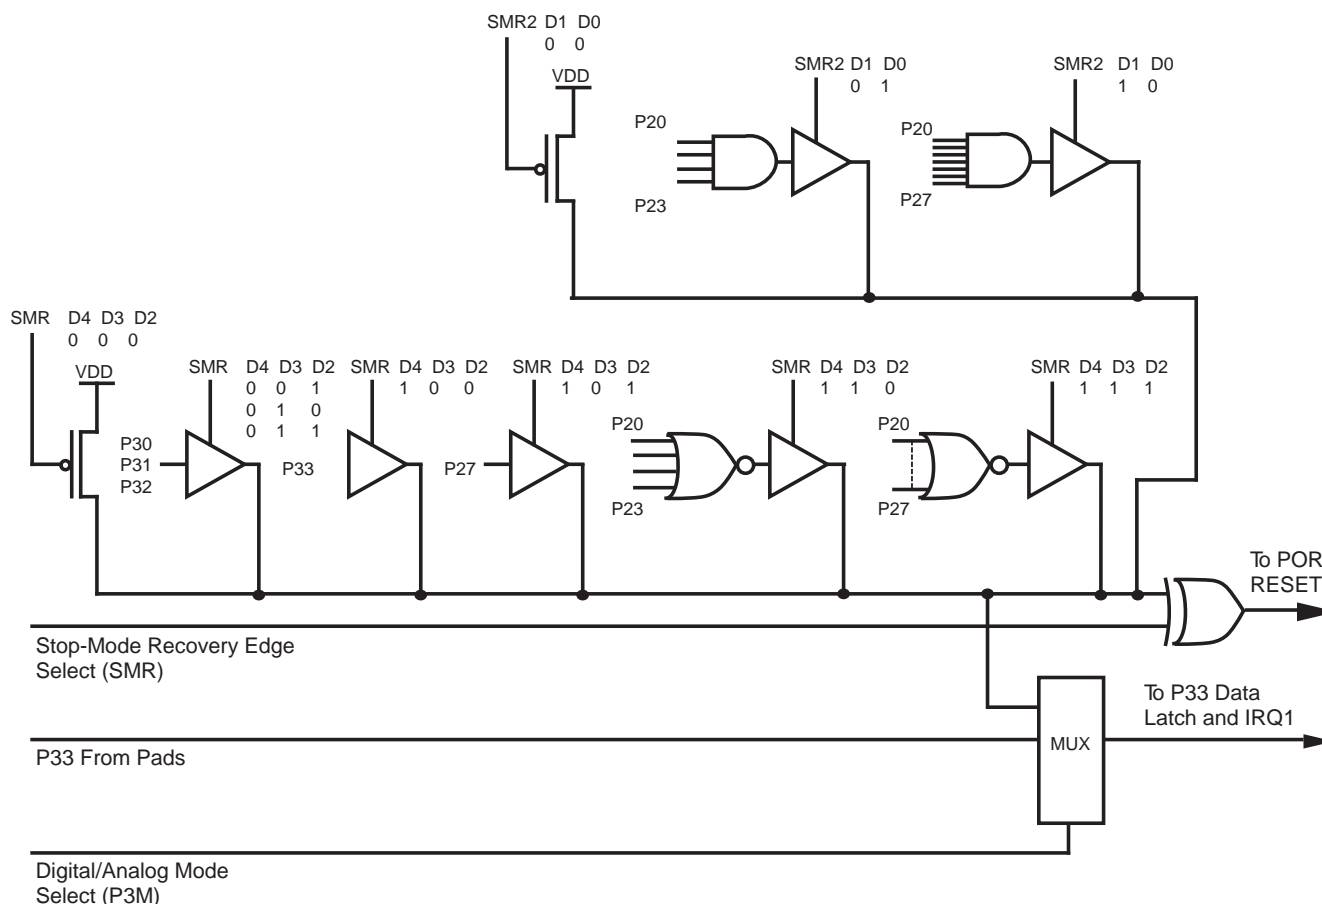 SMR2 D1 D0
0 0
VDD
SMR2 D1 D0
0 1
SMR2 D1 D0
1 0
P20
P23
P20
P27
SMR D4 D3 D2
0 0 0
VDD
SMR D4 D3 D2
0 0 1
0 1 0
0 1 1
SMR D4 D3 D2
1 0 0
SMR D4 D3 D2
1 0 1
SMR D4 D3 D2
1 1 0
SMR D4 D3 D2
1 1 1
P30
P31
P32
P33
P27
P20
P23
P20
P27
To POR
RESET
Stop-Mode Recovery Edge
Select (SMR)
To P33 Data
Latch and IRQ1
MUX
P33 From Pads
Digital/Analog Mode
Select (P3M)